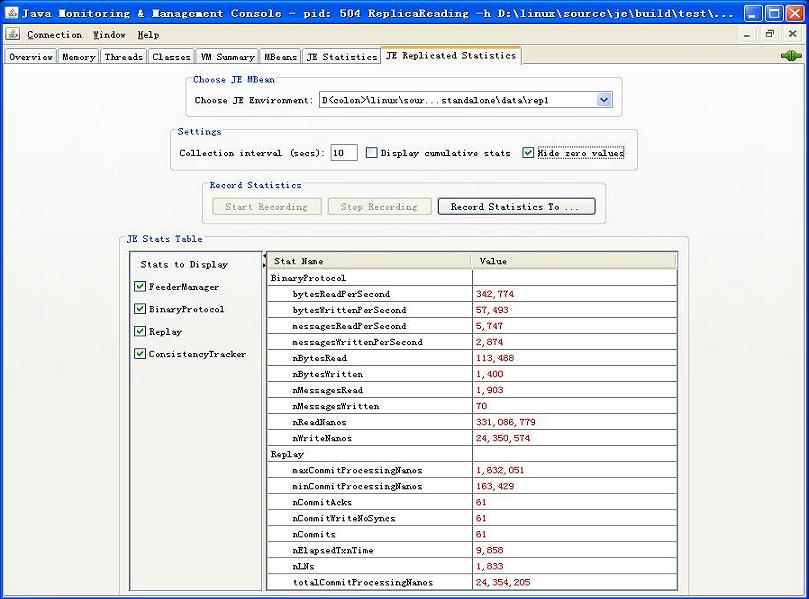 Java Monitoring & Management Console - pid: 504 ReplicaReading -h D:\linux\source\je\build\test\...
Connection Window Help
Overview Memory Threads Classes VM Summary MBeans JE Statistics JE Replicated Statistics
Choose JE MBean
Choose JE Environment: D<colon>\linux\sour...standalone\data\rep1
Settings
Collection interval (secs): 10 Display cumulative stats Hide zero values
Record Statistics
Start Recording Stop Recording Record Statistics To ...
JE Stats Table
Stats to Display
FeederManager
BinaryProtocol
Replay
ConsistencyTracker
Stat Name Value
BinaryProtocol
bytesReadPerSecond 342,774
bytesWrittenPerSecond 57,493
messagesReadPerSecond 5,747
messagesWrittenPerSecond 2,874
nBytesRead 113,488
nBytesWritten 1,400
nMessagesRead 1,903
nMessagesWritten 70
nReadNanos 331,086,779
nWriteNanos 24,350,574
Replay
maxCommitProcessingNanos 1,632,051
minCommitProcessingNanos 163,429
nCommitAcks 61
nCommitWriteNoSyncs 61
nCommits 61
nElapsedTxnTime 9,858
nLNs 1,833
totalCommitProcessingNanos 24,354,205